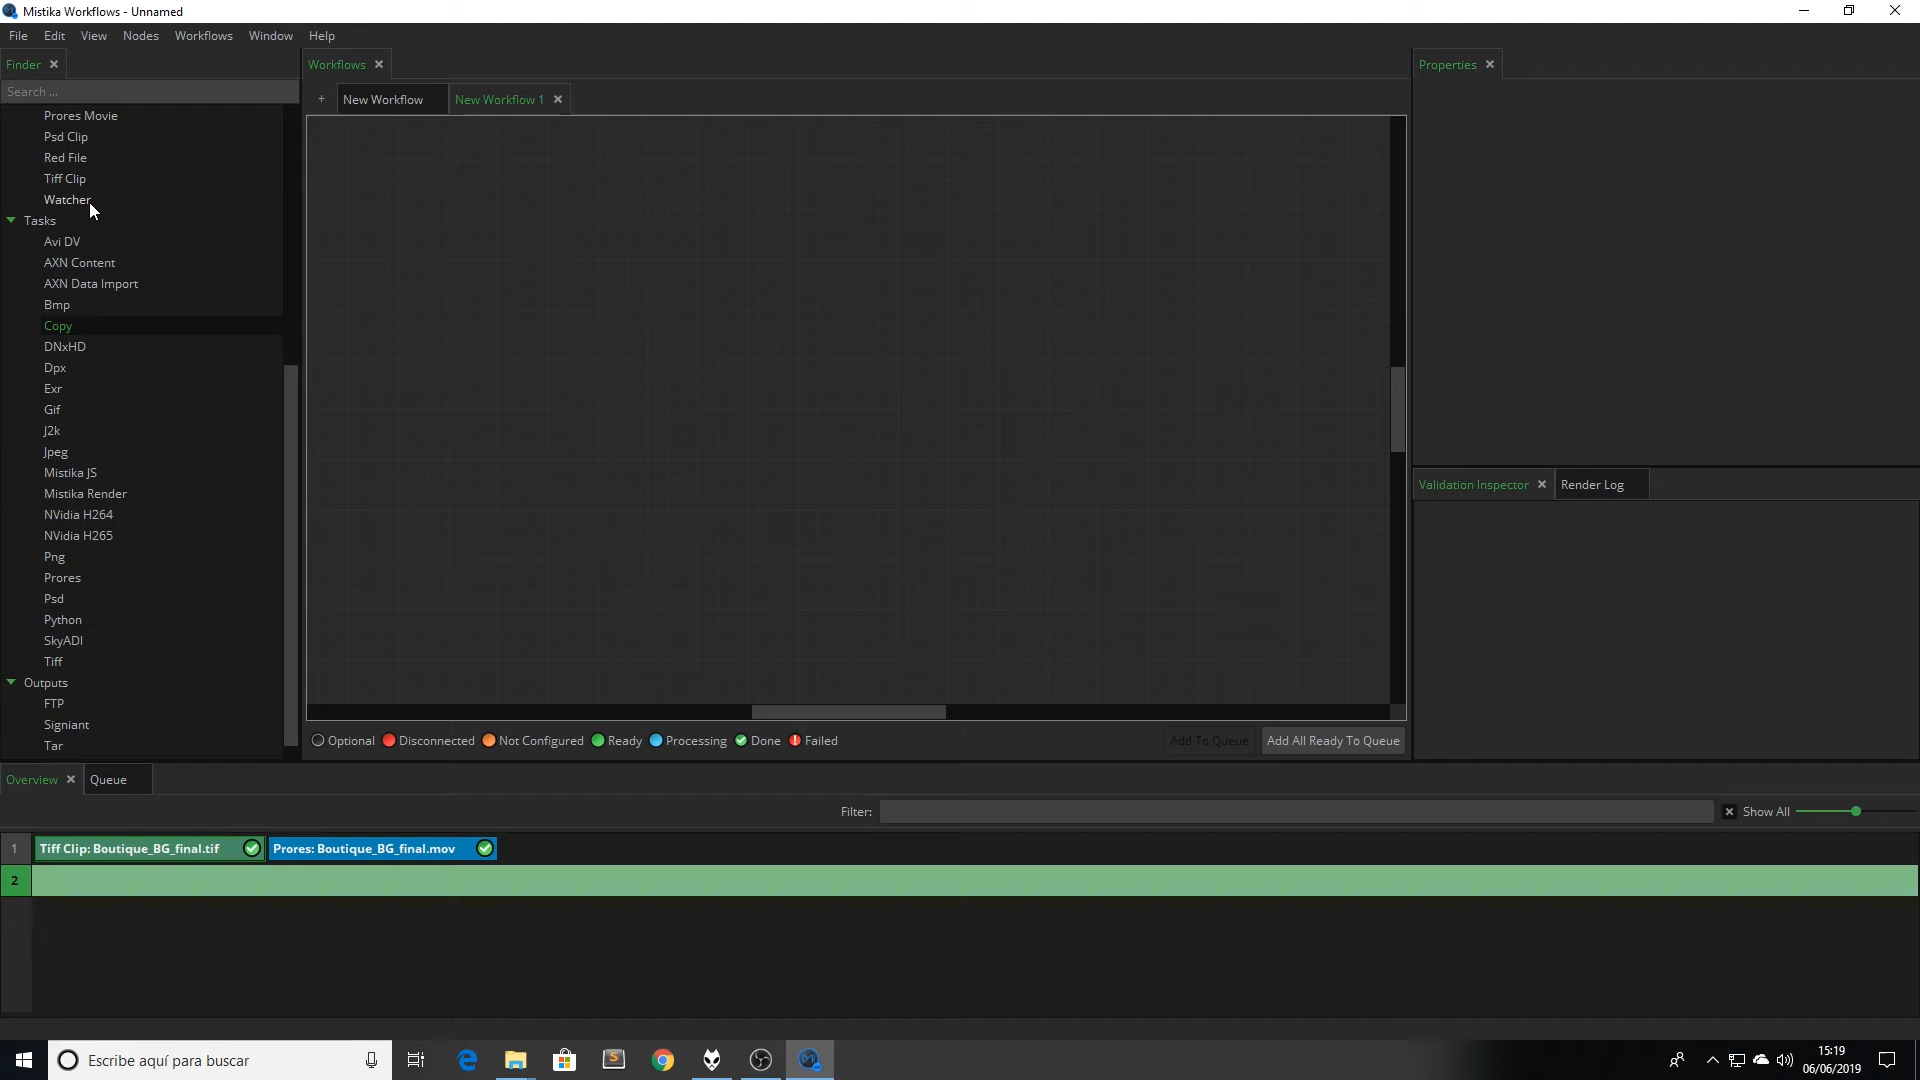 Mistika Workflows - Unnamed
File Edit View Nodes Workflows Window Help
Finder
Search ...
Prores Movie
Psd Clip
Red File
Tiff Clip
Watcher
Tasks
Avi DV
AXN Content
AXN Data Import
Bmp
Copy
DNxHD
Dpx
Exr
Gif
J2k
Jpeg
Mistika JS
Mistika Render
NVidia H264
NVidia H265
Png
Prores
Psd
Python
SkyADI
Tiff
Outputs
FTP
Signiant
Tar
Workflows
+ New Workflow New Workflow 1
Optional Disconnected Not Configured Ready Processing Done Failed
Add To Queue Add All Ready To Queue
Properties
Validation Inspector Render Log
Overview Queue
Filter: Show All
1 Tiff Clip: Boutique_BG_final.tif Prores: Boutique_BG_final.mov
2
Escribe aquí para buscar
15:19
06/06/2019